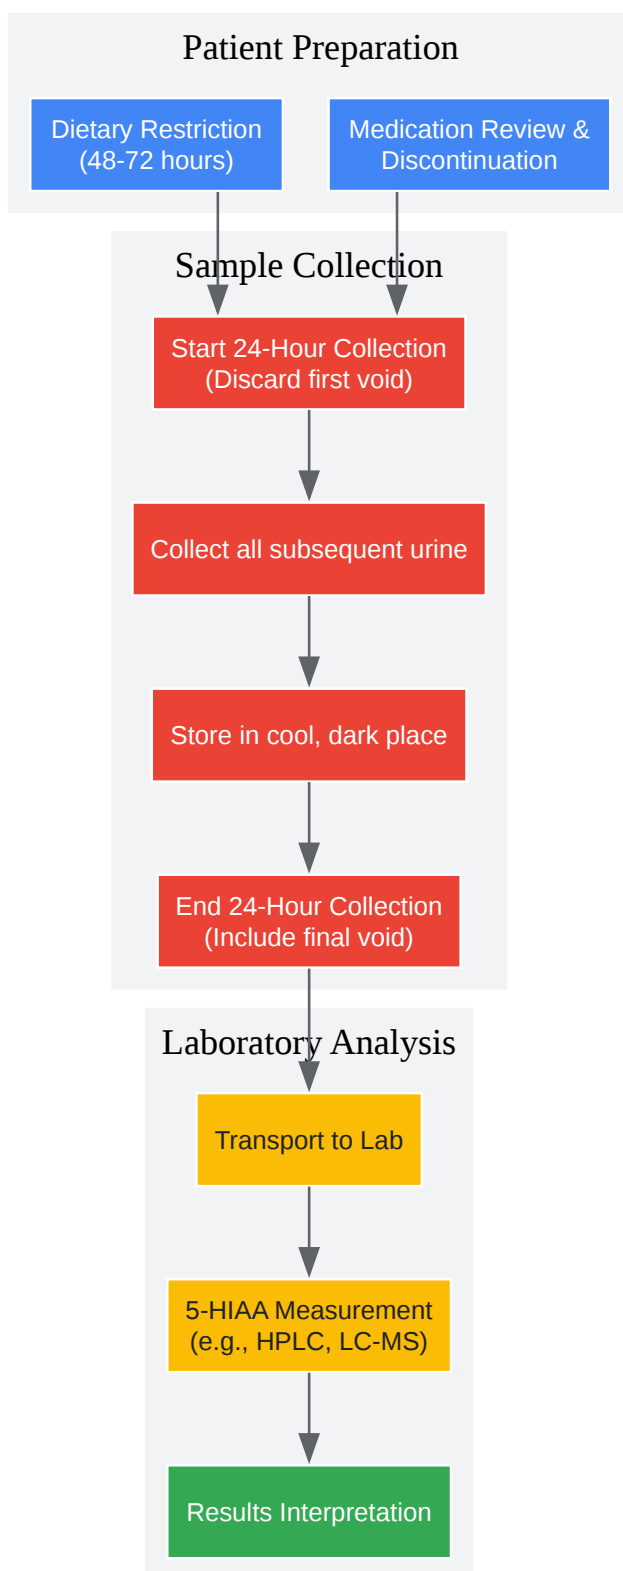 Patient Preparation
Dietary Restriction
(48-72 hours)
Medication Review &
Discontinuation
Sample Collection
Start 24-Hour Collection
(Discard first void)
Collect all subsequent urine
Store in cool, dark place
End 24-Hour Collection
(Include final void)
Laboratory Analysis
Transport to Lab
5-HIAA Measurement
(e.g., HPLC, LC-MS)
Results Interpretation